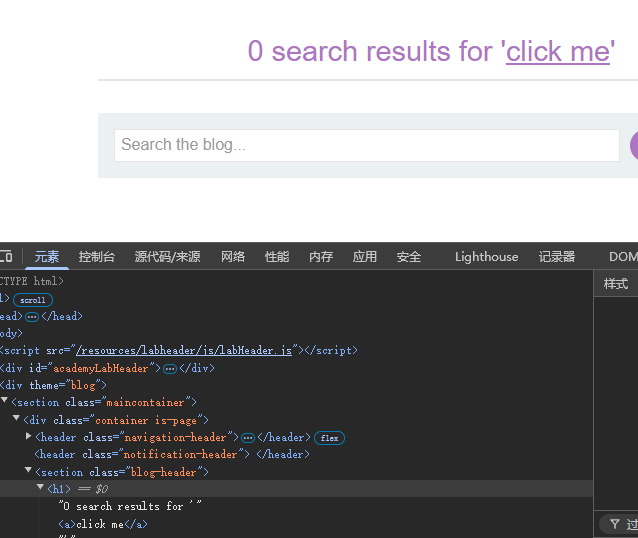 0 search results for 'click me'
Search the blog...
元素 控制台 源代码/来源 网络 性能 内存 应用 安全 Lighthouse 记录器 DOM
CTYPE html>
l> scroll
ead> … </head>
ody>
<script src="/resources/labheader/js/labHeader.js"></script>
<div id="academyLabHeader"> … </div>
<div theme="blog">
<section class="maincontainer">
<div class="container is-page">
<header class="navigation-header"> … </header> flex
<header class="notification-header"> </header>
<section class="blog-header">
<h1> == $0
"0 search results for '"
<a>click me</a>
样式
过